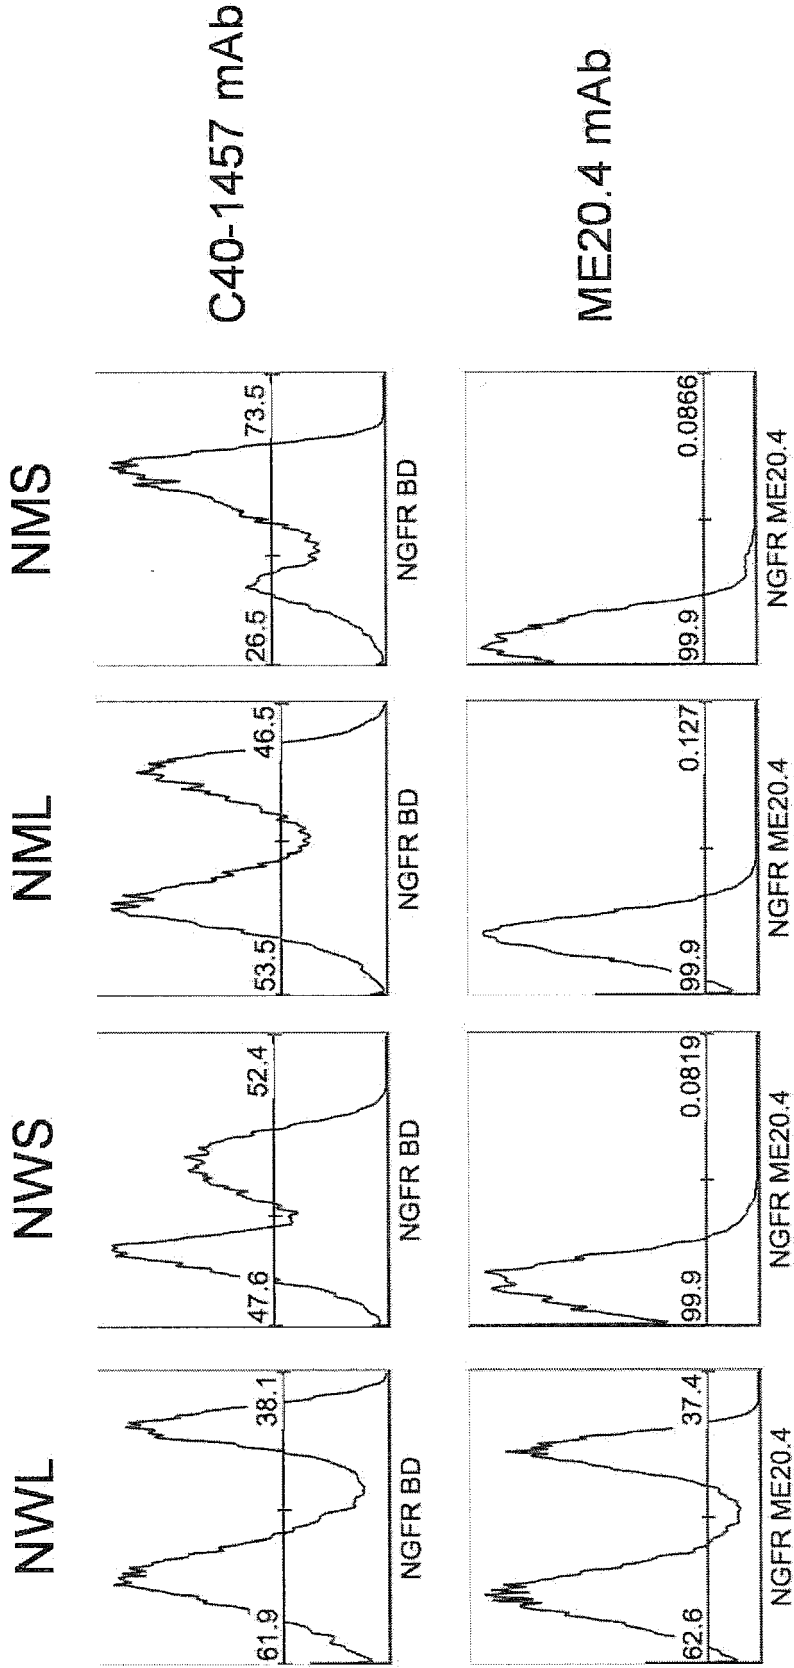 NWL
NWS
NML
NMS
61.9 38.1
47.6 52.4
53.5 46.5
26.5 73.5
C40-1457 mAb
NGFR BD
NGFR BD
NGFR BD
NGFR BD
62.6 37.4
99.9 0.0819
99.9 0.127
99.9 0.0866
ME20.4 mAb
NGFR ME20.4
NGFR ME20.4
NGFR ME20.4
NGFR ME20.4